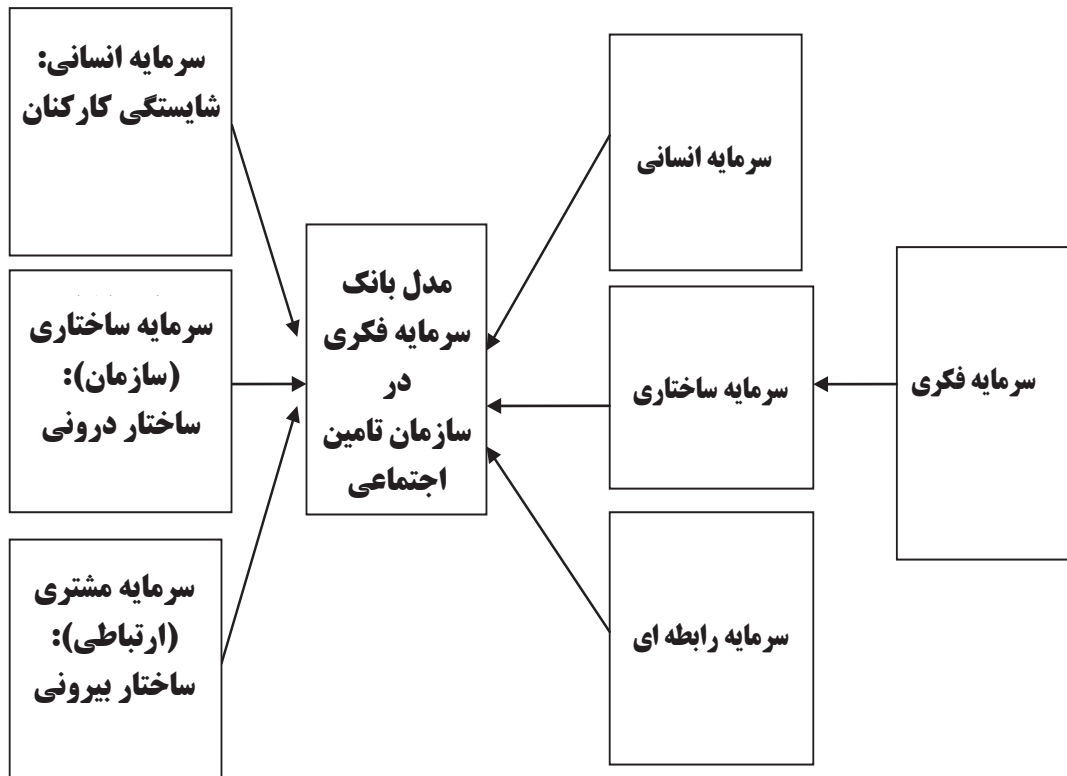 سرمایه فکری
سرمایه انسانی
سرمایه ساختاری
سرمایه رابطه ای
مدل بانک
سرمایه فکری
در
سازمان تامین
اجتماعی
سرمایه انسانی:
شایستگی کارکنان
سرمایه ساختاری
(سازمان):
ساختار درونی
سرمایه مشتری
(ارتباطی):
ساختار بیرونی